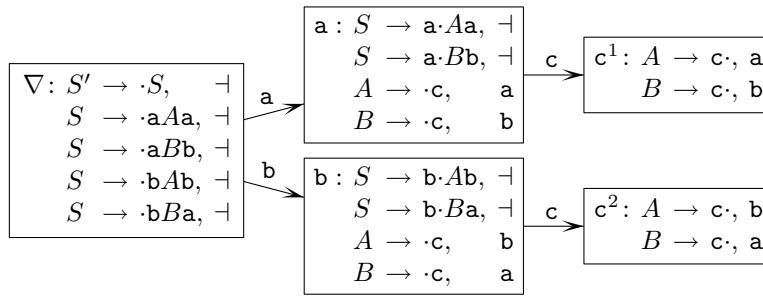 ∇: S′ → ·S, ⊣
S → ·aAa, ⊣
S → ·aBb, ⊣
S → ·bAb, ⊣
S → ·bBa, ⊣
a
b
a: S → a·Aa, ⊣
S → a·Bb, ⊣
A → ·c, a
B → ·c, b
c
c¹: A → c·, a
B → c·, b
b: S → b·Ab, ⊣
S → b·Ba, ⊣
A → ·c, b
B → ·c, a
c
c²: A → c·, b
B → c·, a